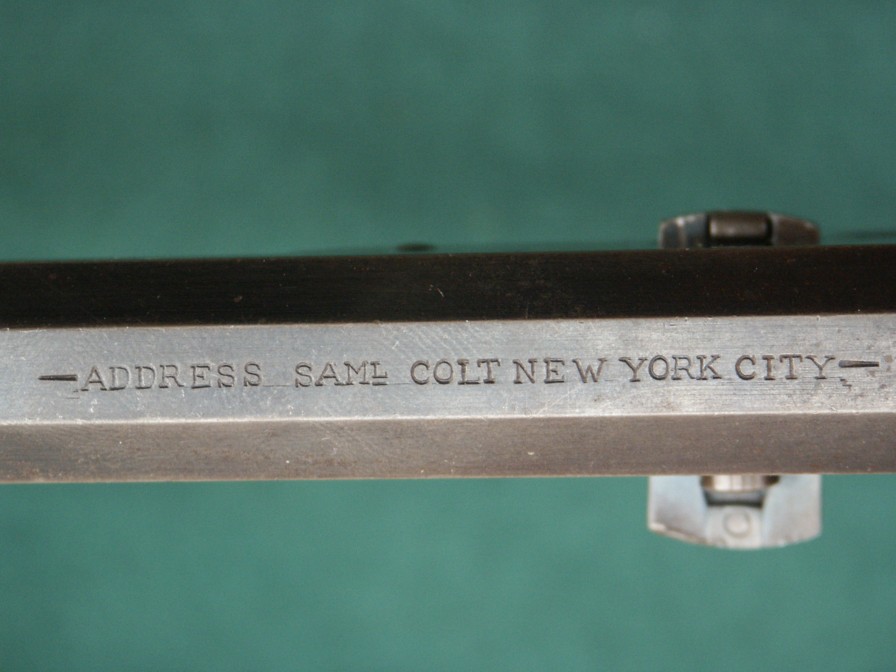 —ADDRESS SAML COLT NEW YORK CITY—